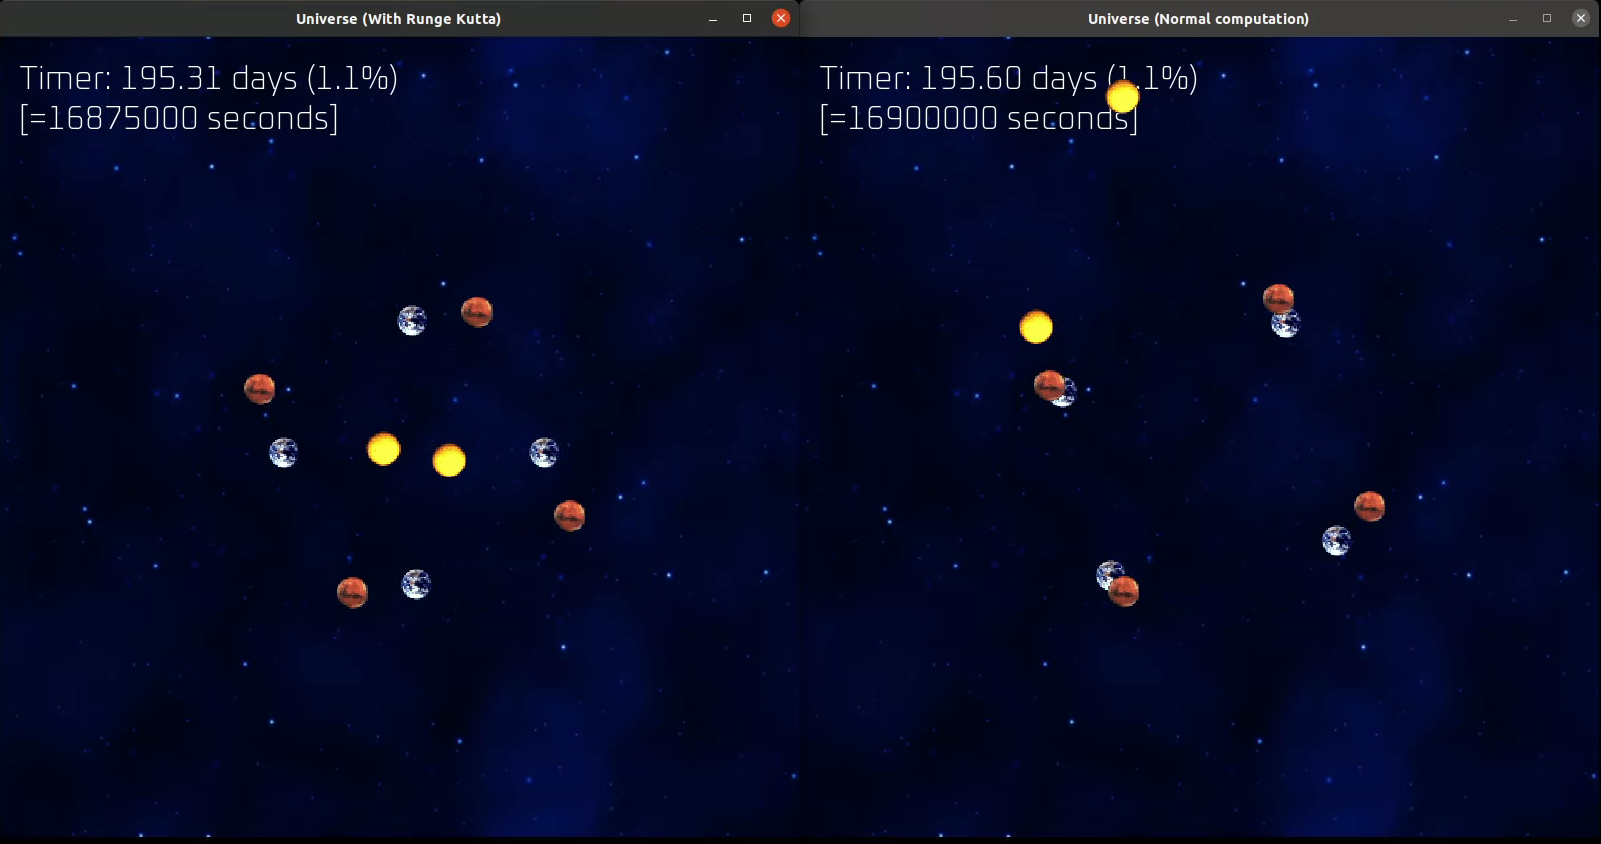 Universe (With Runge Kutta)
Timer: 195.31 days (1.1%)
[=16875000 seconds]
Universe (Normal computation)
Timer: 195.60 days (1.1%)
[=16900000 seconds]